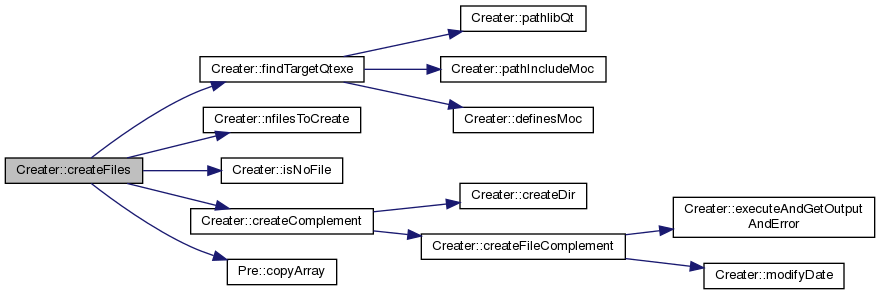 Creater::createFiles
Creater::findTargetQtexe
Creater::pathlibQt
Creater::pathIncludeMoc
Creater::definesMoc
Creater::nfilesToCreate
Creater::isNoFile
Creater::createComplement
Creater::createDir
Creater::createFileComplement
Creater::executeAndGetOutput
AndError
Creater::modifyDate
Pre::copyArray